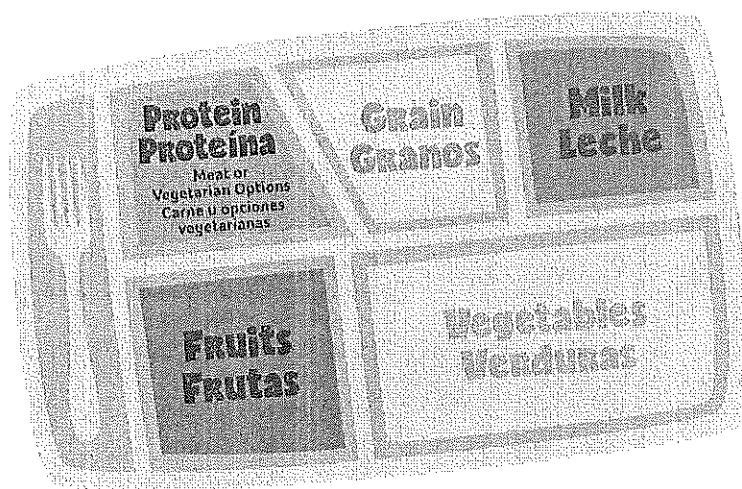 Protein
Proteína
Meat or
Vegetarian Options
Carne u opciones
vegetarianas
Grain
Granos
Milk
Leche
Fruits
Frutas
Vegetables
Verduras